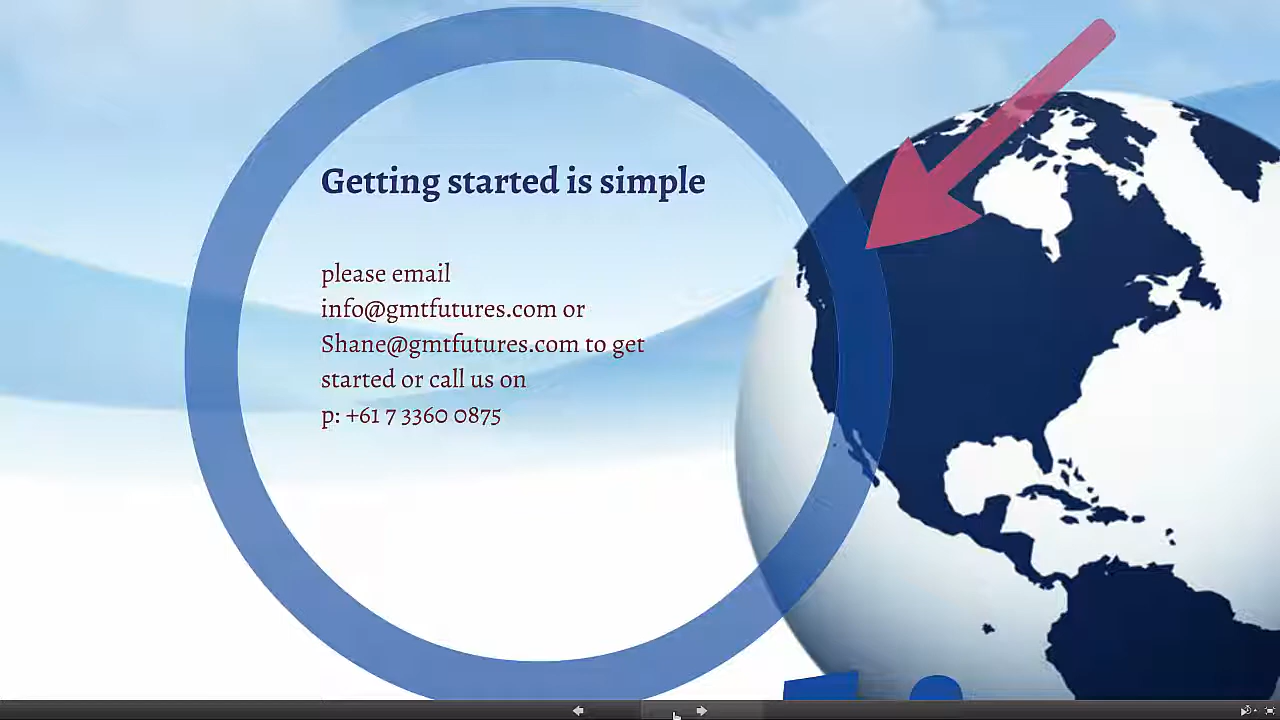 Getting started is simple
please email
info@gmtfutures.com or
Shane@gmtfutures.com to get
started or call us on
p: +61 7 3360 0875